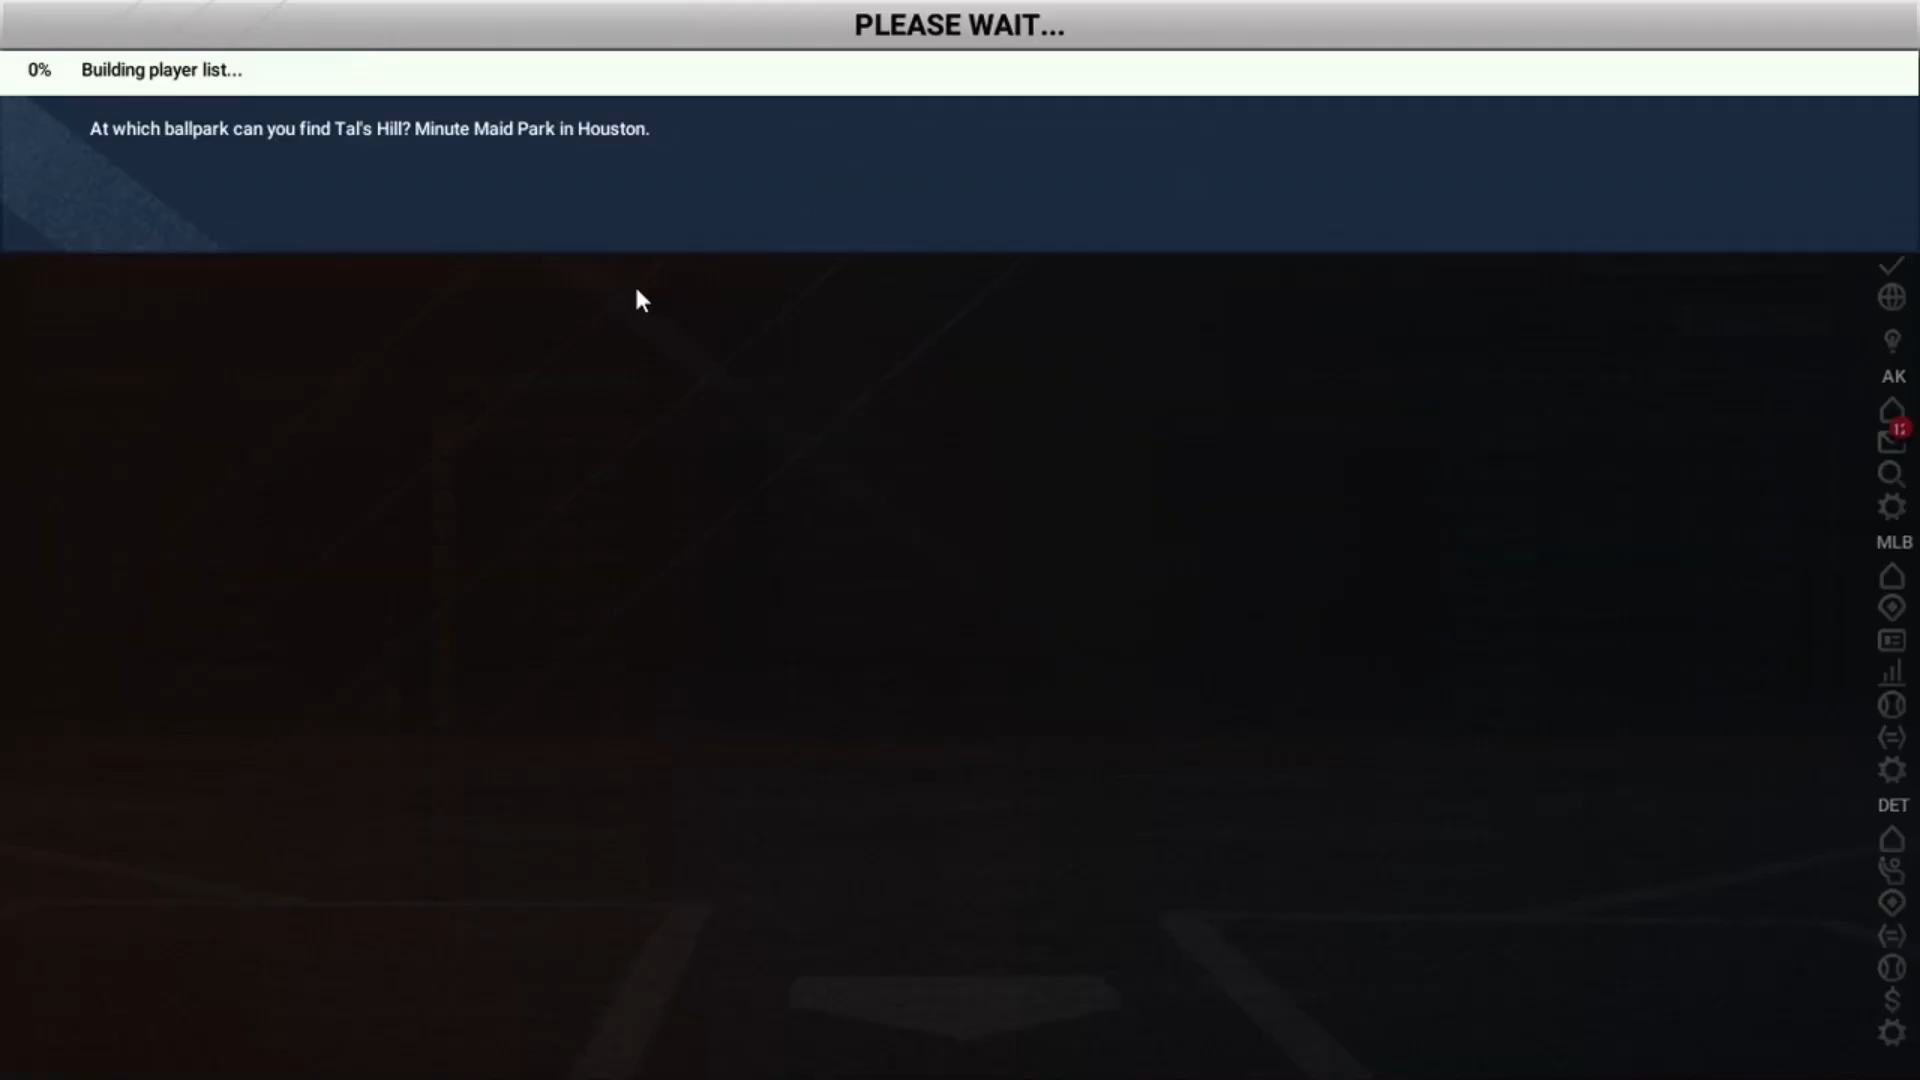 PLEASE WAIT...
0% Building player list...
At which ballpark can you find Tal's Hill? Minute Maid Park in Houston.
AK
MLB
DET